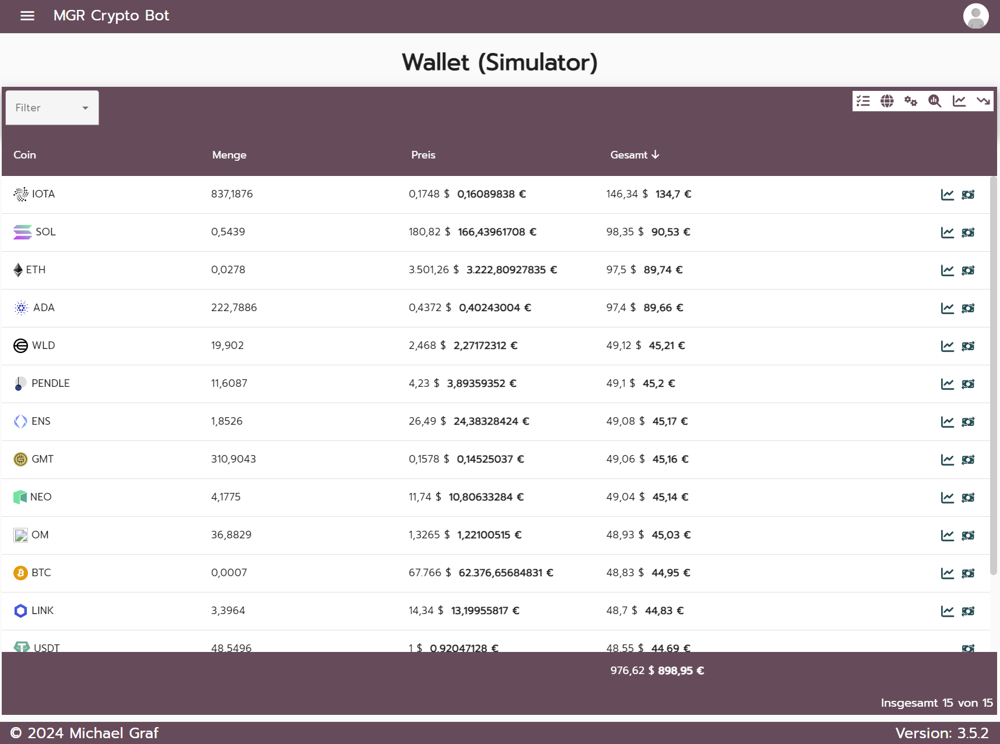 MGR Crypto Bot
Wallet (Simulator)
Filter
Coin Menge Preis Gesamt
IOTA 837,1876 0,1748 $ 0,16089838 € 146,34 $ 134,7 €
SOL 0,5439 180,82 $ 166,43961708 € 98,35 $ 90,53 €
ETH 0,0278 3.501,26 $ 3.222,80927835 € 97,5 $ 89,74 €
ADA 222,7886 0,4372 $ 0,40243004 € 97,4 $ 89,66 €
WLD 19,902 2,468 $ 2,27172312 € 49,12 $ 45,21 €
PENDLE 11,6087 4,23 $ 3,89359352 € 49,1 $ 45,2 €
ENS 1,8526 26,49 $ 24,38328424 € 49,08 $ 45,17 €
GMT 310,9043 0,1578 $ 0,14525037 € 49,06 $ 45,16 €
NEO 4,1775 11,74 $ 10,80633284 € 49,04 $ 45,14 €
OM 36,8829 1,3265 $ 1,22100515 € 48,93 $ 45,03 €
BTC 0,0007 67.766 $ 62.376,65684831 € 48,83 $ 44,95 €
LINK 3,3964 14,34 $ 13,19955817 € 48,7 $ 44,83 €
USDT 48,5496 1 $ 0,92047128 € 48,55 $ 44,69 €
976,62 $ 898,95 €
Insgesamt 15 von 15
© 2024 Michael Graf Version: 3.5.2